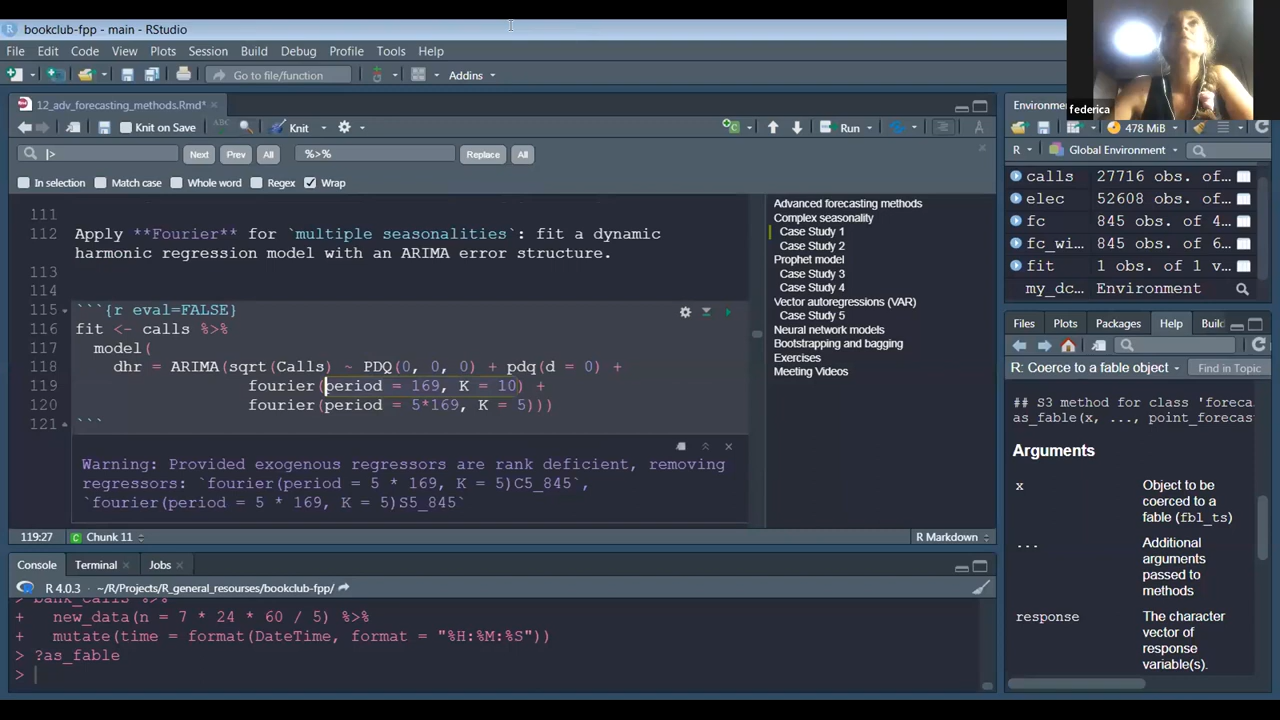 bookclub-fpp - main - RStudio
File Edit Code View Plots Session Build Debug Profile Tools Help
Go to file/function
Addins
federica
12_adv_forecasting_methods.Rmd*
Knit on Save
ABC
Knit
Run
|>
Next
Prev
All
%>%
Replace
All
In selection
Match case
Whole word
Regex
Wrap
111
112 Apply **Fourier** for `multiple seasonalities`: fit a dynamic
harmonic regression model with an ARIMA error structure.
113
114
115 ```{r eval=FALSE}
116 fit <- calls %>%
117 model(
118 dhr = ARIMA(sqrt(Calls) ~ PDQ(0, 0, 0) + pdq(d = 0) +
119 fourier(period = 169, K = 10) +
120 fourier(period = 5*169, K = 5)))
121 ```
Warning: Provided exogenous regressors are rank deficient, removing
regressors: `fourier(period = 5 * 169, K = 5)C5_845`,
`fourier(period = 5 * 169, K = 5)S5_845`
119:27
Chunk 11
R Markdown
Advanced forecasting methods
Complex seasonality
Case Study 1
Case Study 2
Prophet model
Case Study 3
Case Study 4
Vector autoregressions (VAR)
Case Study 5
Neural network models
Bootstrapping and bagging
Exercises
Meeting Videos
Console
Terminal
Jobs
R 4.0.3 · ~/R/Projects/R_general_resourses/bookclub-fpp/
> bank_calls %>%
+ new_data(n = 7 * 24 * 60 / 5) %>%
+ mutate(time = format(DateTime, format = "%H:%M:%S"))
> ?as_fable
>
Environment
478 MiB
R
Global Environment
calls 27716 obs. of…
elec 52608 obs. of…
fc 845 obs. of 4…
fc_wi… 845 obs. of 6…
fit 1 obs. of 1 v…
my_dc… Environment
Files
Plots
Packages
Help
R: Coerce to a fable object
Find in Topic
## S3 method for class 'foreca
as_fable(x, ..., point_forecas
Arguments
x Object to be
coerced to a
fable (fbl_ts)
... Additional
arguments
passed to
methods
response The character
vector of
response
variable(s).